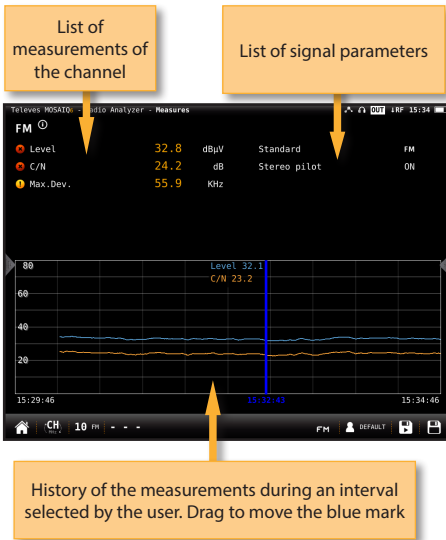 List of
measurements of
the channel
List of signal parameters
Televes MOSAIQ6 - Radio Analyzer - Measures
OUT ↓RF 15:34
FM
Level 32.8 dBµV Standard FM
C/N 24.2 dB Stereo pilot ON
Max.Dev. 55.9 KHz
80
Level 32.1
C/N 23.2
60
40
20
15:29:46 15:34:46
CH 10 FM - - - FM DEFAULT
History of the measurements during an interval
selected by the user. Drag to move the blue mark